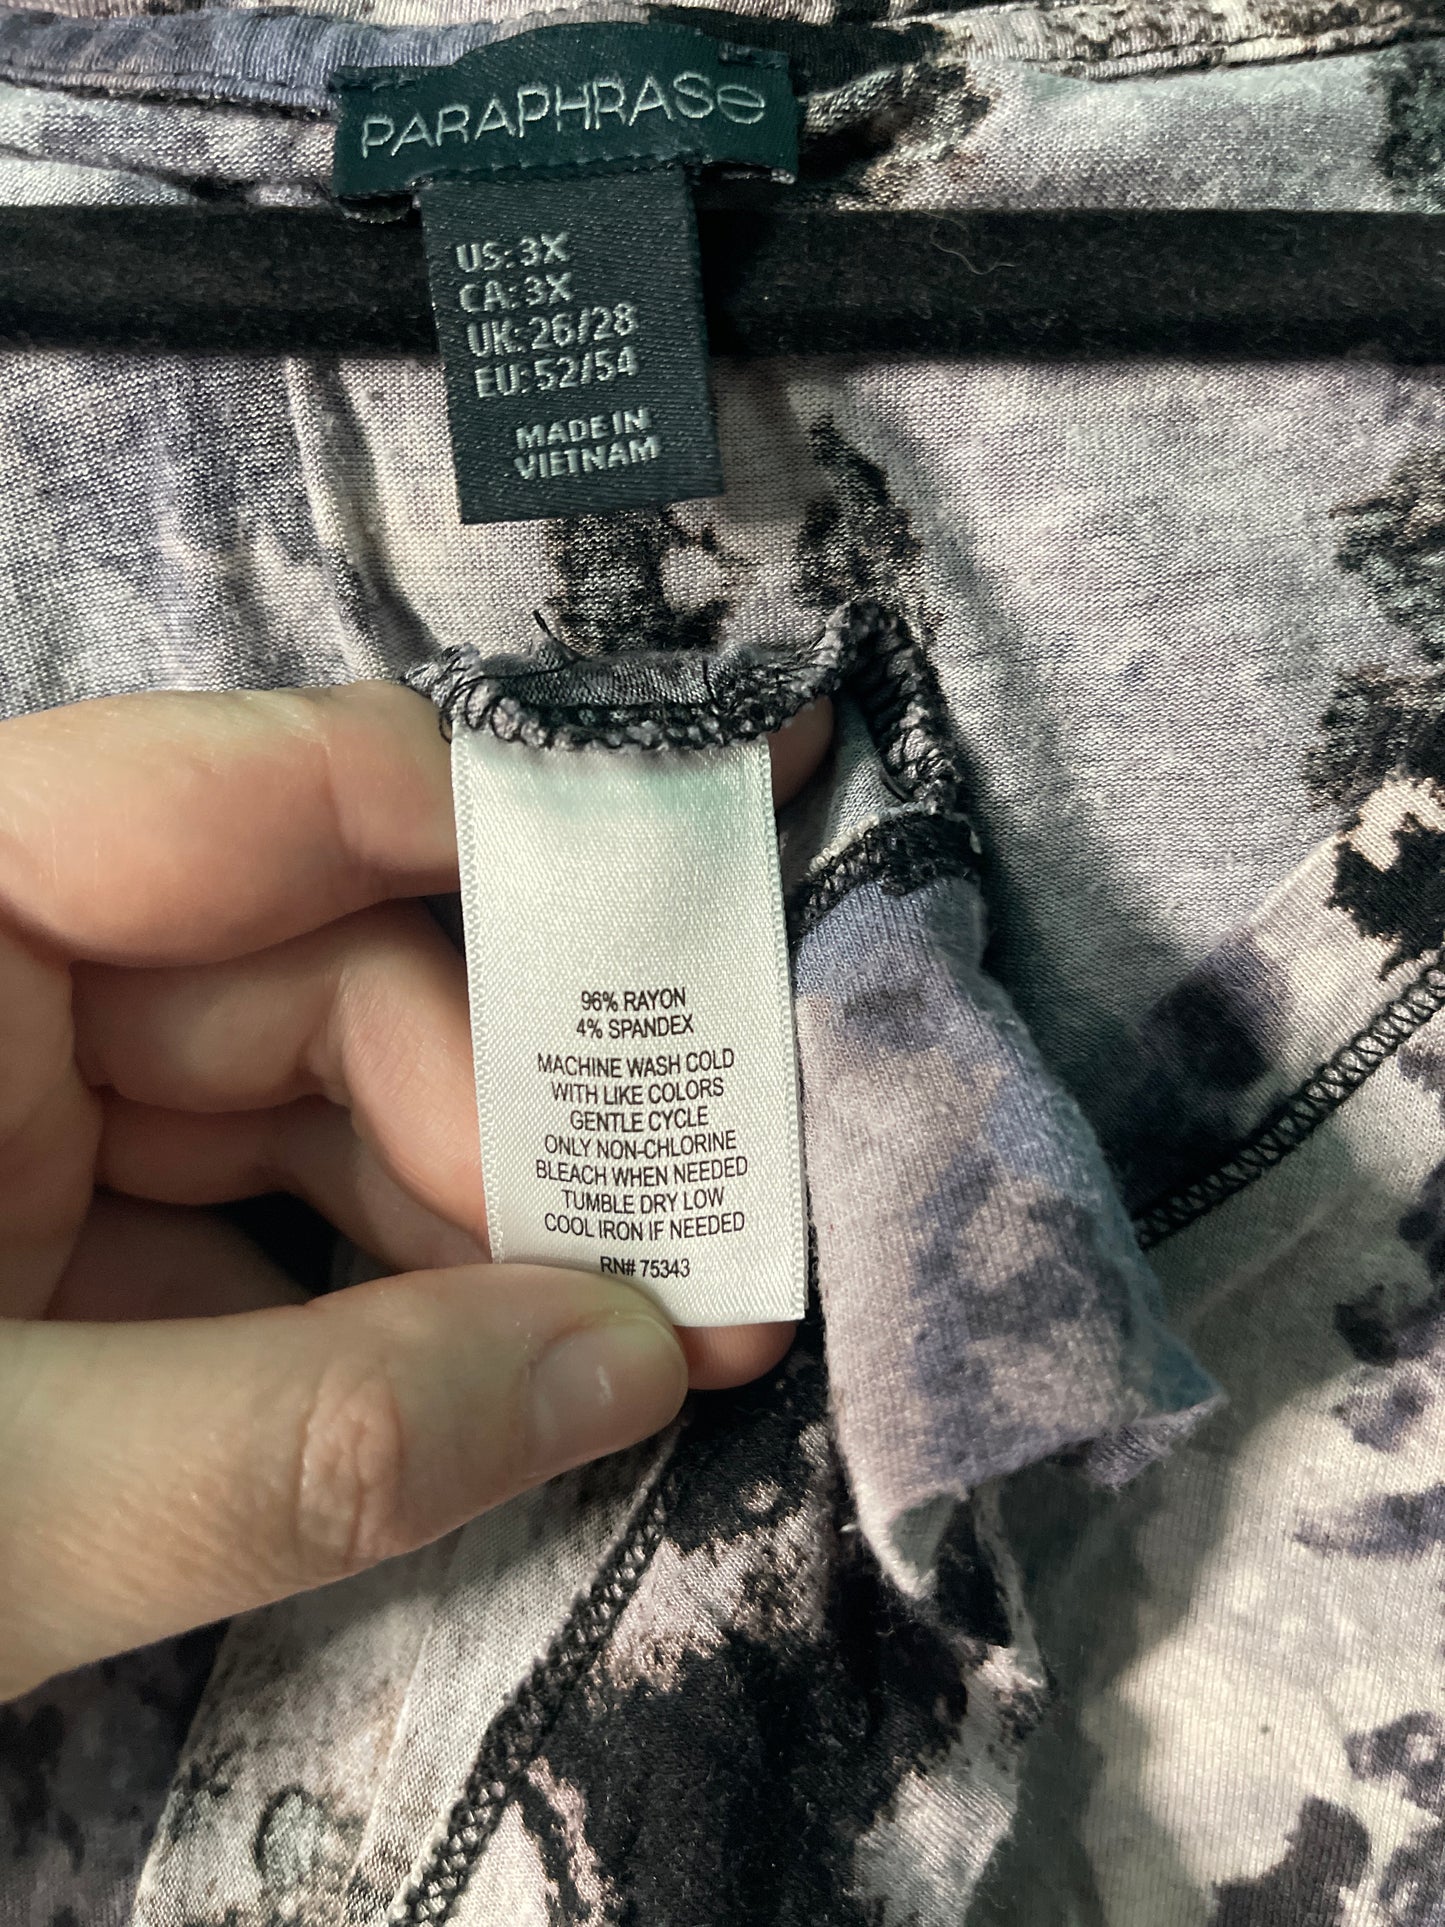 PARAPHRASe
US: 3X
CA: 3X
UK: 26/28
EU: 52/54
MADE IN
VIETNAM
96% RAYON
4% SPANDEX
MACHINE WASH COLD
WITH LIKE COLORS
GENTLE CYCLE
ONLY NON-CHLORINE
BLEACH WHEN NEEDED
TUMBLE DRY LOW
COOL IRON IF NEEDED
RN# 75343